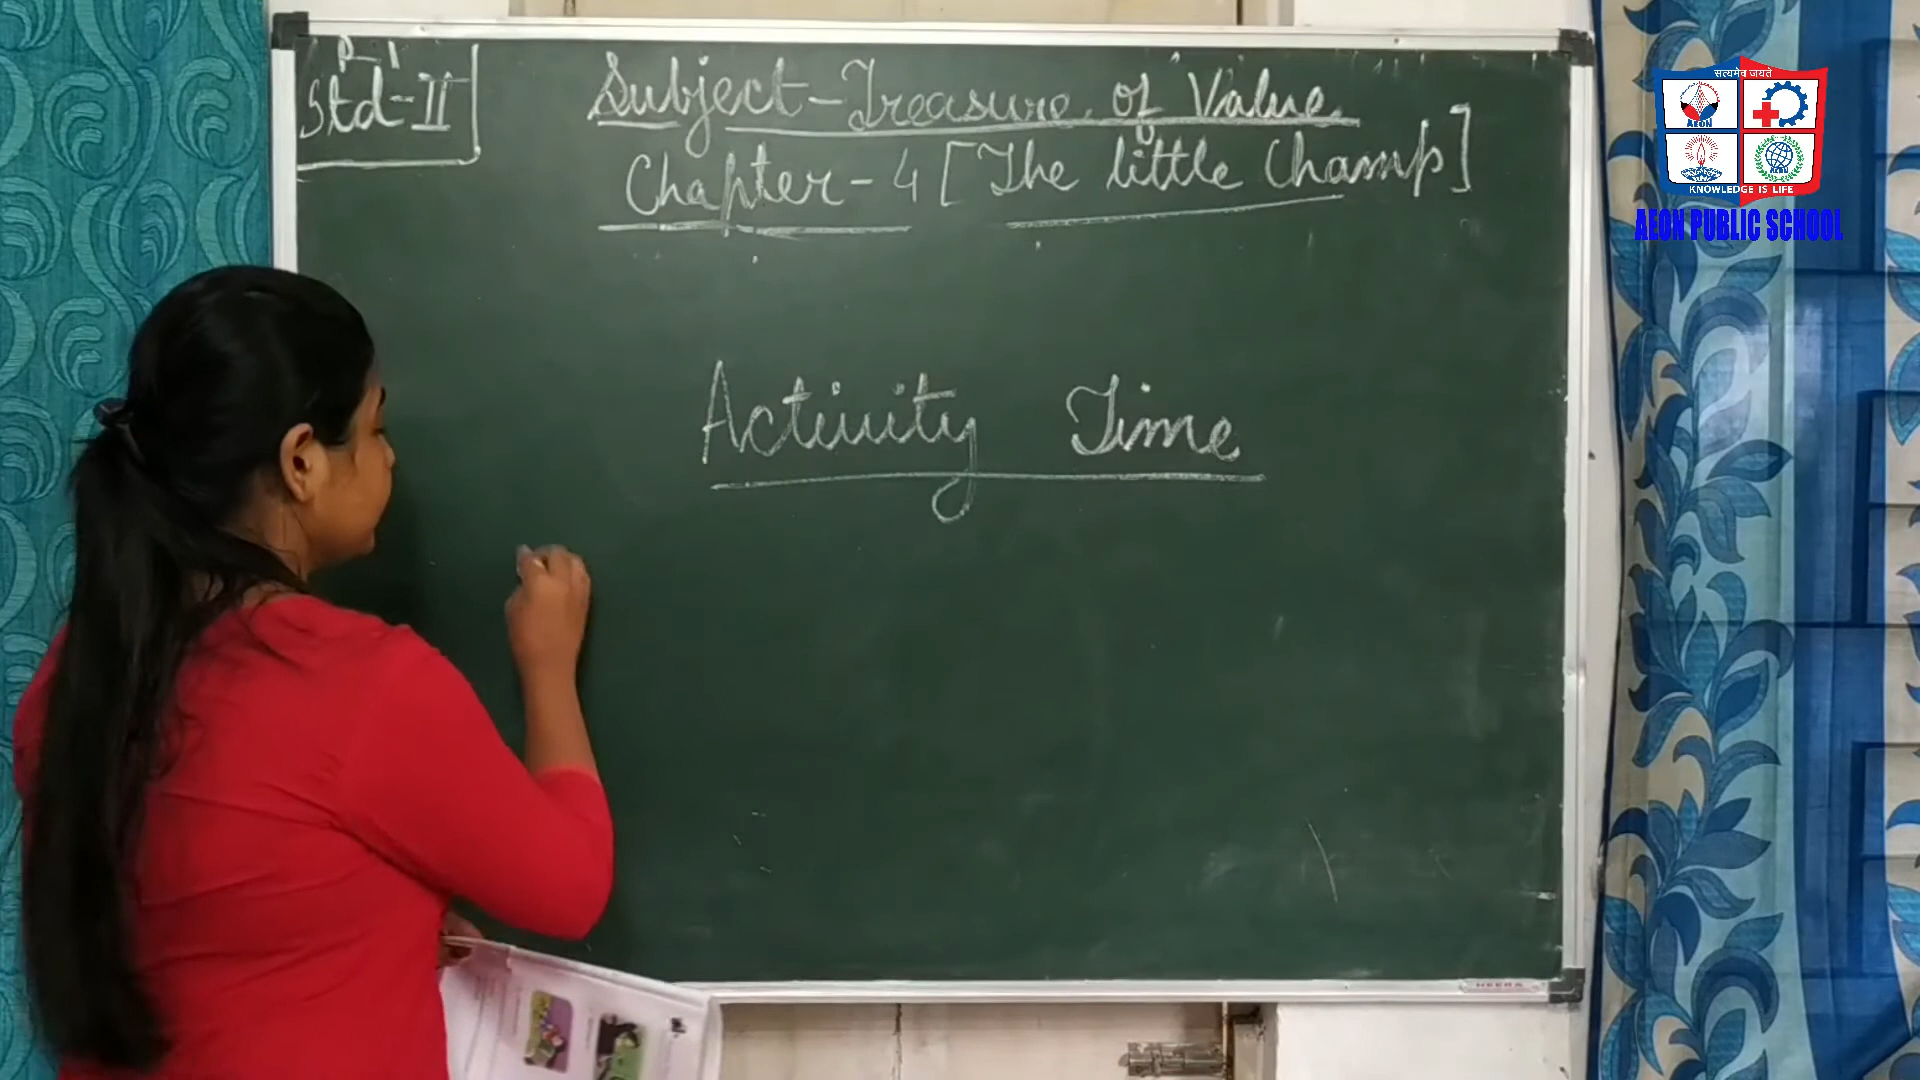 P-1
Std-II
Subject-Treasure of Value
Chapter-4 [The little Champ]
Activity Time
सत्यमेव जयते
AEON
KNOWLEDGE IS LIFE
AEON PUBLIC SCHOOL